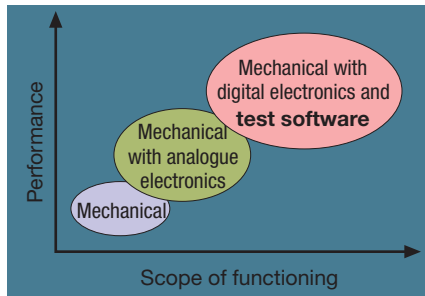 Mechanical with
digital electronics and
test software
Mechanical
with analogue
electronics
Mechanical
Performance
Scope of functioning